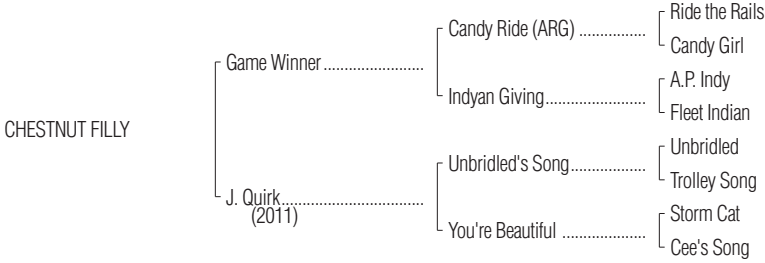 Ride the Rails
Candy Ride (ARG) ................
Candy Girl
Game Winner........................
A.P. Indy
Indyan Giving........................
Fleet Indian
CHESTNUT FILLY
Unbridled
Unbridled's Song..................
Trolley Song
J. Quirk..................................
(2011)
Storm Cat
You're Beautiful ....................
Cee's Song